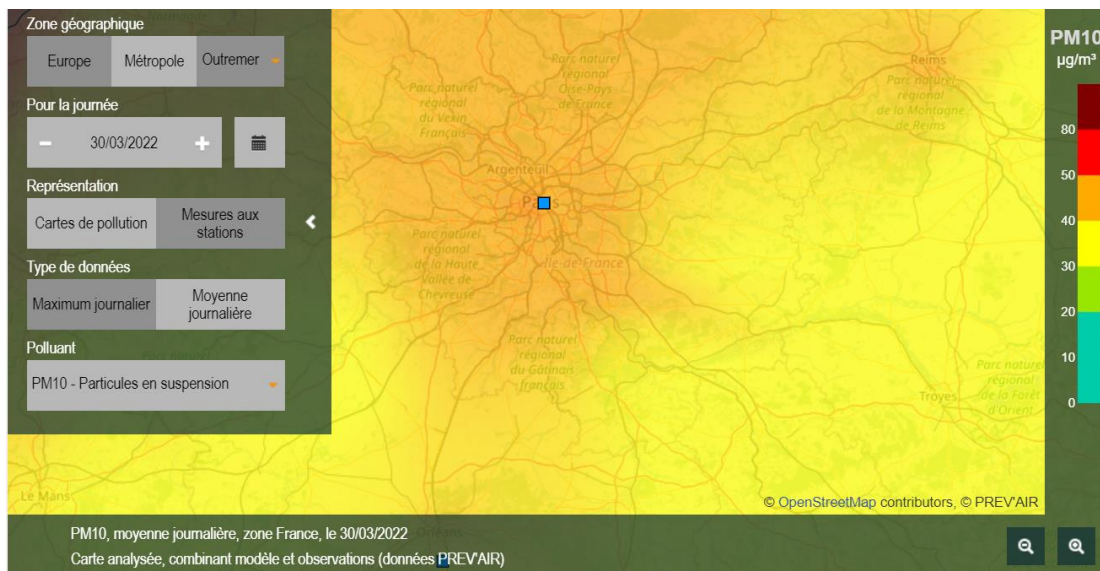 Zone géographique
Europe
Métropole
Outremer
Pour la journée
30/03/2022
Représentation
Cartes de pollution
Mesures aux
stations
Type de données
Maximum journalier
Moyenne
journalière
Polluant
PM10 - Particules en suspension
Parc naturel
régional
du Vexin
Français
Parc naturel
régional
Oise-Pays
de France
Reims
Parc naturel
régional
de la Montagne
de Reims
Argenteuil
Paris
Parc naturel
régional
de la Haute
Vallée de
Chevreuse
Ile-de-France
Parc naturel
régional
du Gâtinais
français
Troyes
Parc naturel
régional
de la Forêt
d'Orient
Le Mans
Orléans
© OpenStreetMap contributors, © PREV'AIR
PM10
µg/m³
80
50
40
30
20
10
0
PM10, moyenne journalière, zone France, le 30/03/2022
Carte analysée, combinant modèle et observations (données PREV'AIR)